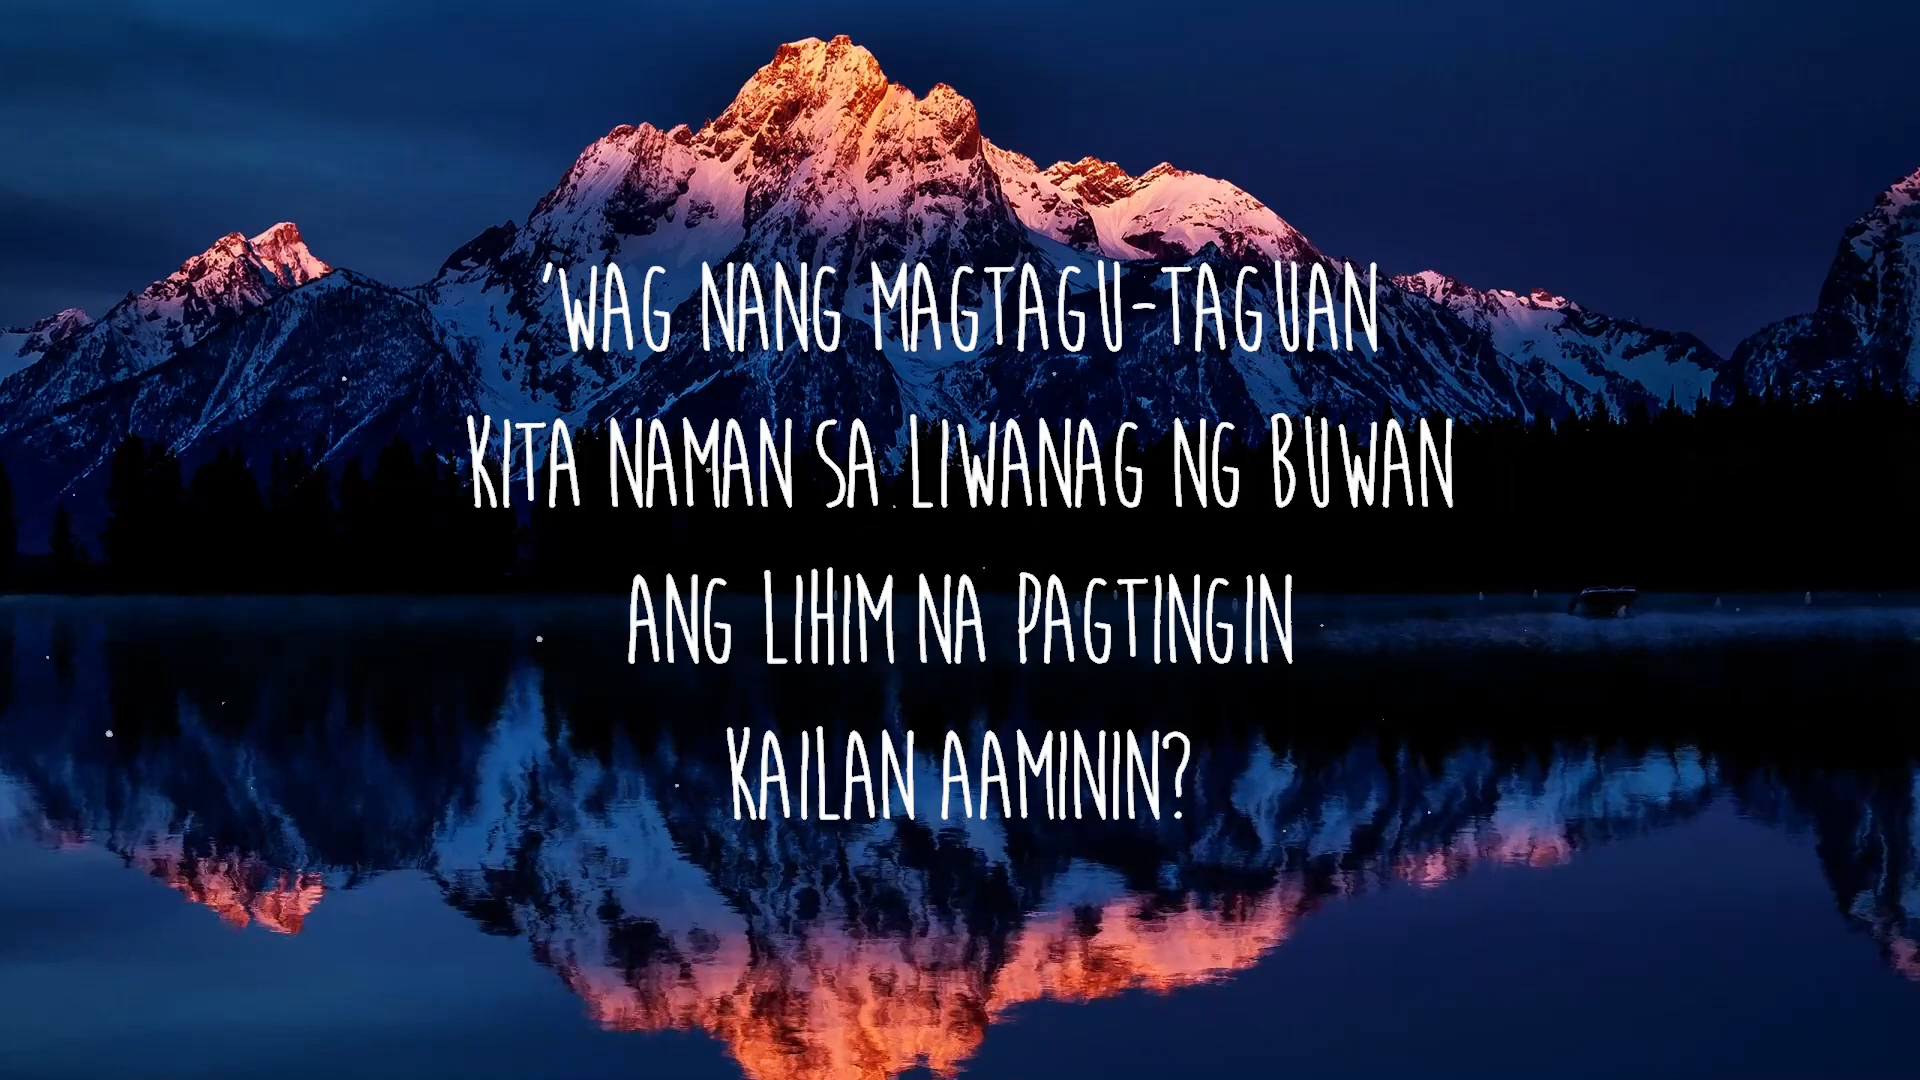 'WAG NANG MAGTAGU-TAGUAN
KITA NAMAN SA LIWANAG NG BUWAN
ANG LIHIM NA PAGTINGIN
KAILAN AAMININ?